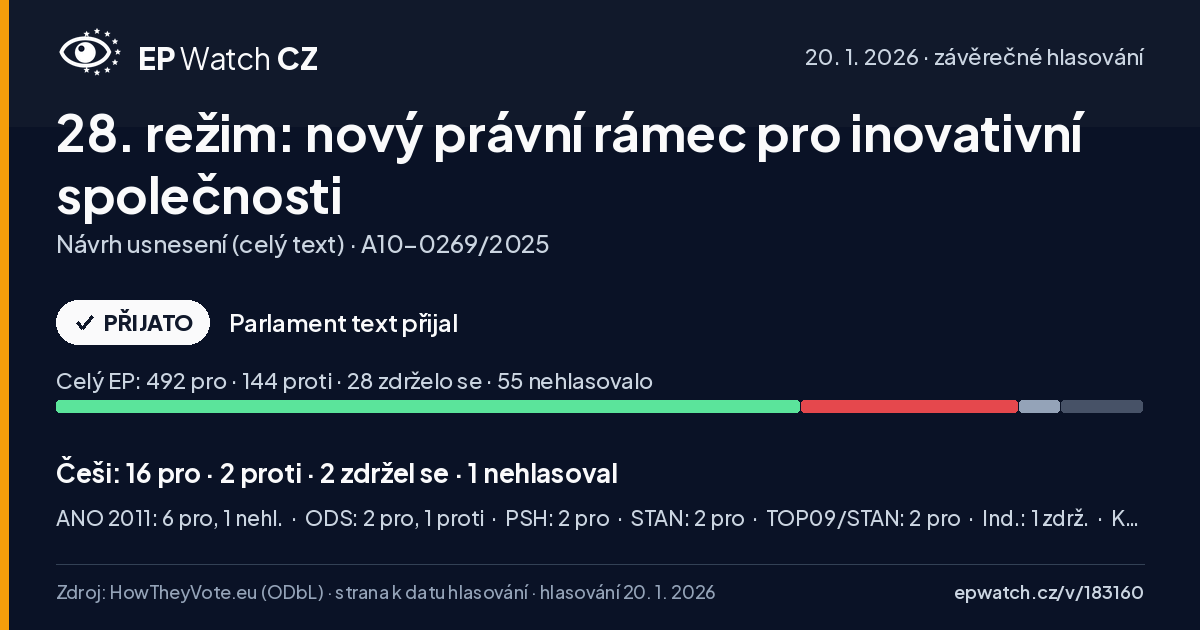 EP Watch CZ
20. 1. 2026 · závěrečné hlasování
28. režim: nový právní rámec pro inovativní
společnosti
Návrh usnesení (celý text) · A10–0269/2025
✓ PŘIJATO
Parlament text přijal
Celý EP: 492 pro · 144 proti · 28 zdrželo se · 55 nehlasovalo
Češi: 16 pro · 2 proti · 2 zdržel se · 1 nehlasoval
ANO 2011: 6 pro, 1 nehl. · ODS: 2 pro, 1 proti · PSH: 2 pro · STAN: 2 pro · TOP09/STAN: 2 pro · Ind.: 1 zdrž. · K…
Zdroj: HowTheyVote.eu (ODbL) · strana k datu hlasování · hlasování 20. 1. 2026
epwatch.cz/v/183160